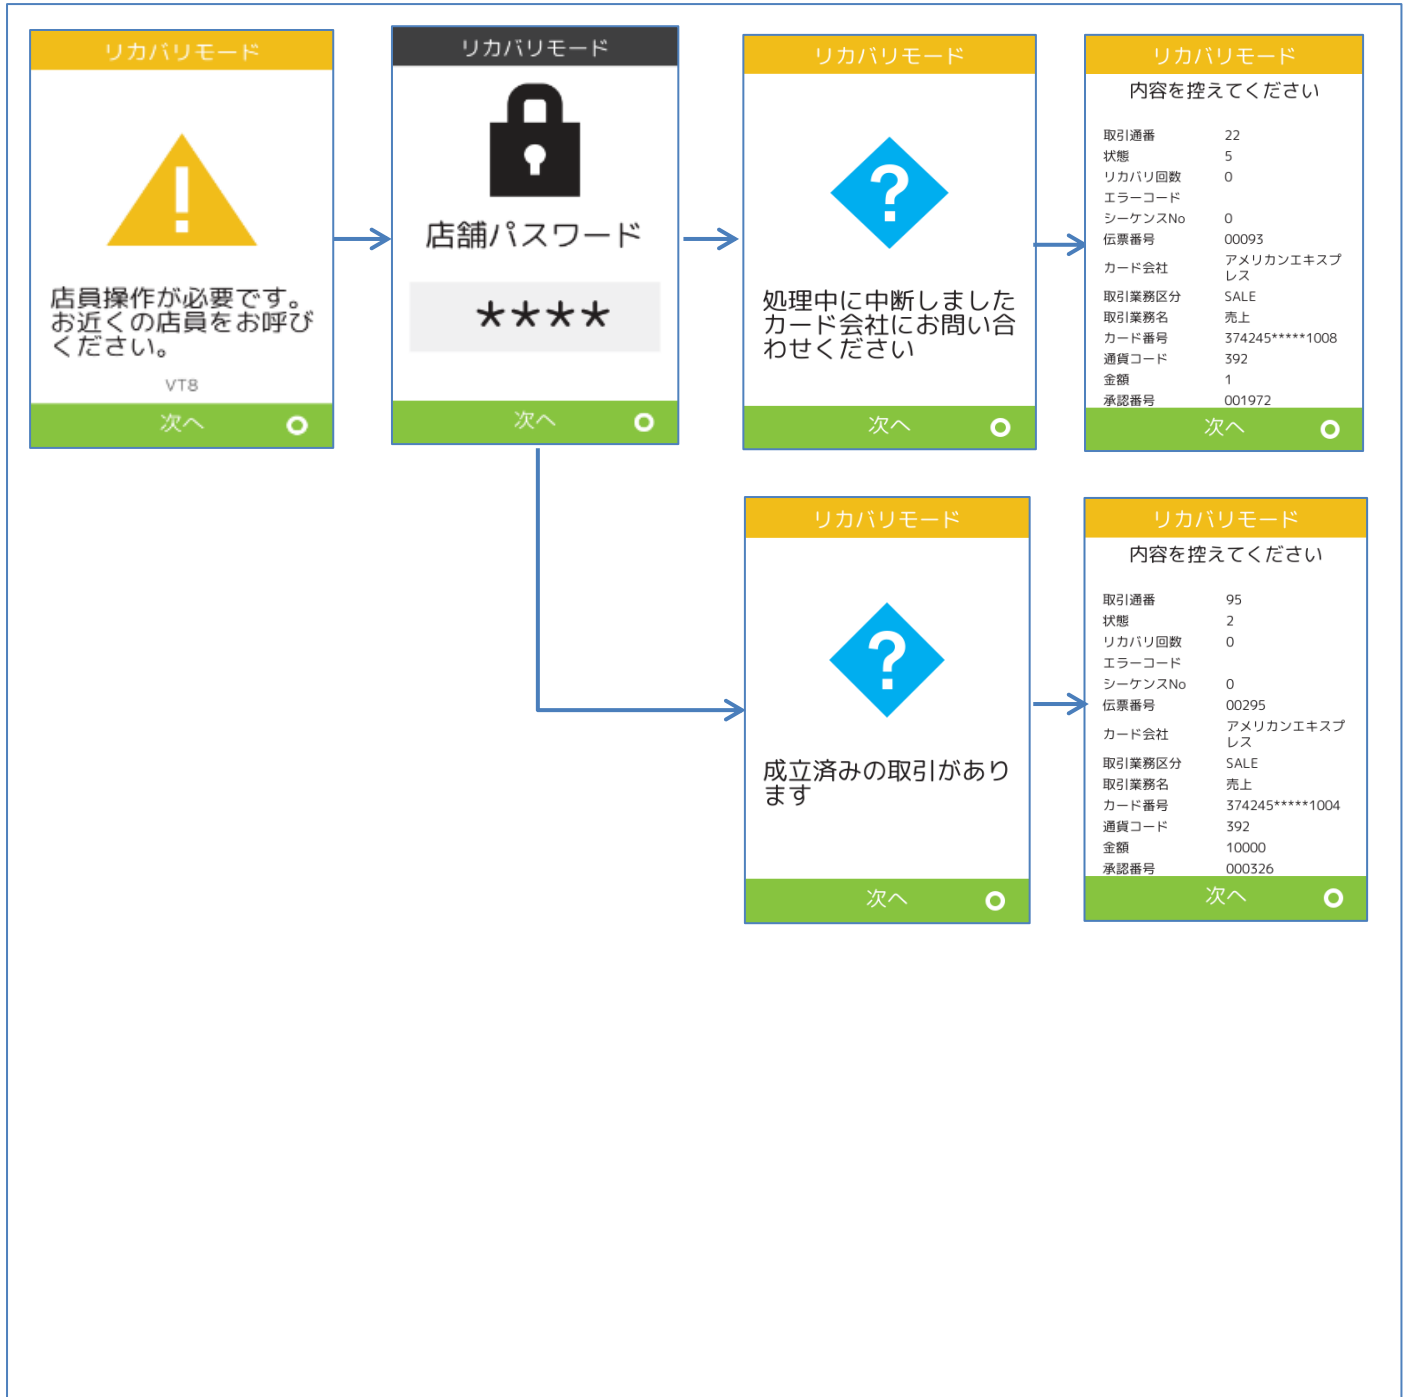 リカバリモード
店員操作が必要です。
お近くの店員をお呼び
ください。
VT8
次へ
リカバリモード
店舗パスワード
****
次へ
リカバリモード
処理中に中断しました
カード会社にお問い合
わせください
次へ
リカバリモード
内容を控えてください
取引通番 22
状態 5
リカバリ回数 0
エラーコード
シーケンスNo 0
伝票番号 00093
カード会社 アメリカンエキスプ
レス
取引業務区分 SALE
取引業務名 売上
カード番号 374245*****1008
通貨コード 392
金額 1
承認番号 001972
次へ
リカバリモード
成立済みの取引があり
ます
次へ
リカバリモード
内容を控えてください
取引通番 95
状態 2
リカバリ回数 0
エラーコード
シーケンスNo 0
伝票番号 00295
カード会社 アメリカンエキスプ
レス
取引業務区分 SALE
取引業務名 売上
カード番号 374245*****1004
通貨コード 392
金額 10000
承認番号 000326
次へ